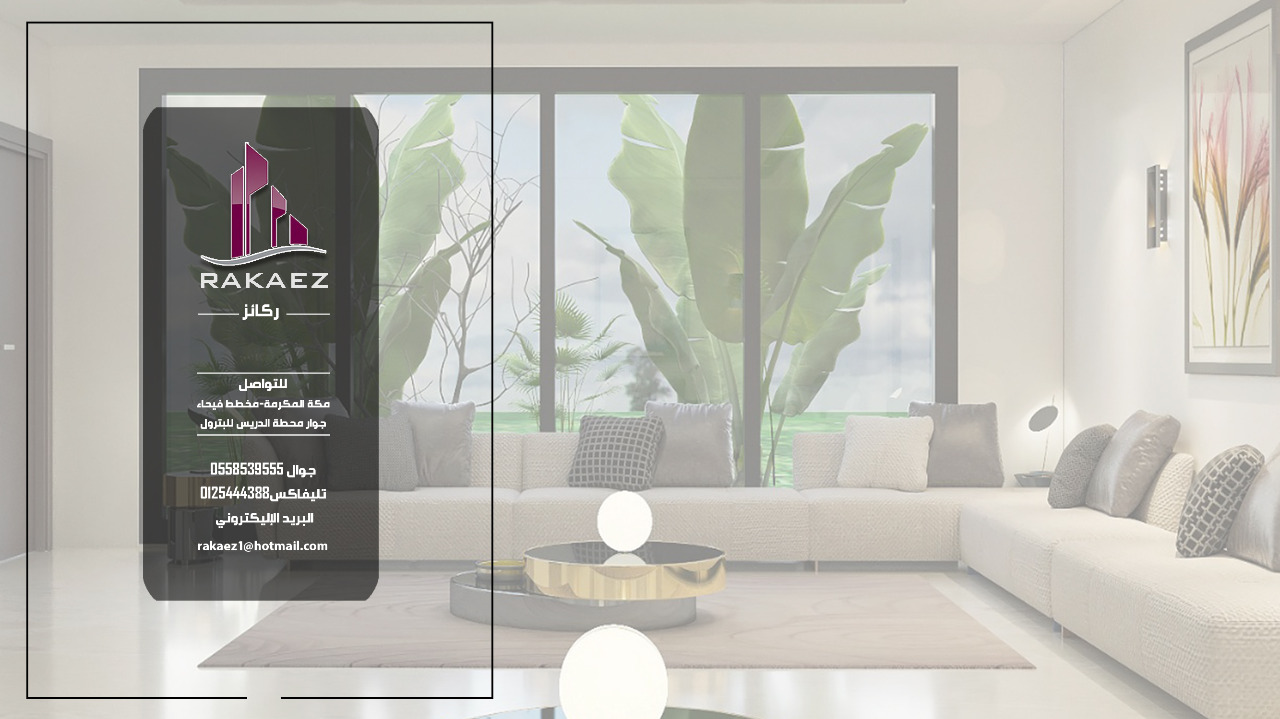 RAKAEZ
ركائز
للتواصل
مكة المكرمة-مخطط فيحاء
جوار محطة الدريس للبترول
جوال 0558539555
تليفاكس0125444388
البريد الإليكتروني
rakaez1@hotmail.com